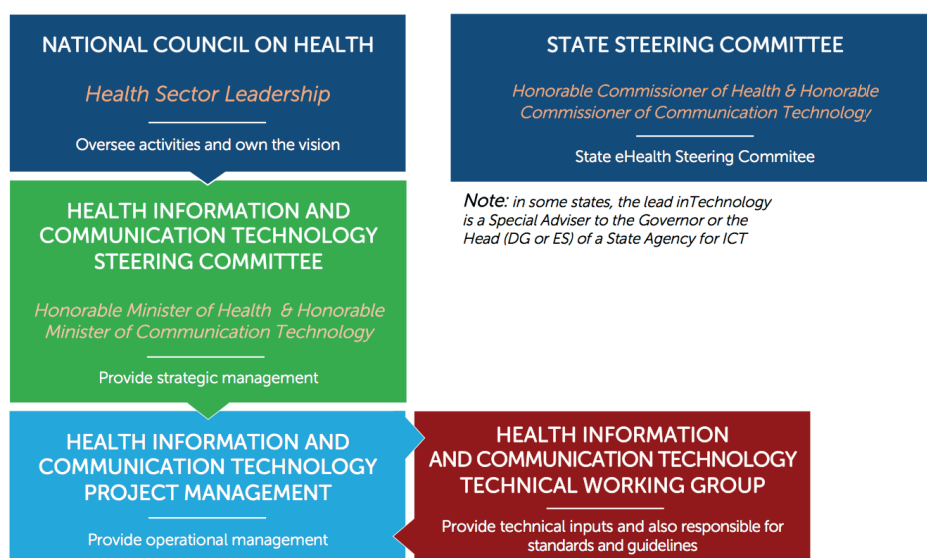 NATIONAL COUNCIL ON HEALTH
Health Sector Leadership
Oversee activities and own the vision
STATE STEERING COMMITTEE
Honorable Commissioner of Health & Honorable
Commissioner of Communication Technology
State eHealth Steering Commitee
Note: in some states, the lead inTechnology
is a Special Adviser to the Governor or the
Head (DG or ES) of a State Agency for ICT
HEALTH INFORMATION AND
COMMUNICATION TECHNOLOGY
STEERING COMMITTEE
Honorable Minister of Health & Honorable
Minister of Communication Technology
Provide strategic management
HEALTH INFORMATION AND
COMMUNICATION TECHNOLOGY
PROJECT MANAGEMENT
Provide operational management
HEALTH INFORMATION
AND COMMUNICATION TECHNOLOGY
TECHNICAL WORKING GROUP
Provide technical inputs and also responsible for
standards and guidelines